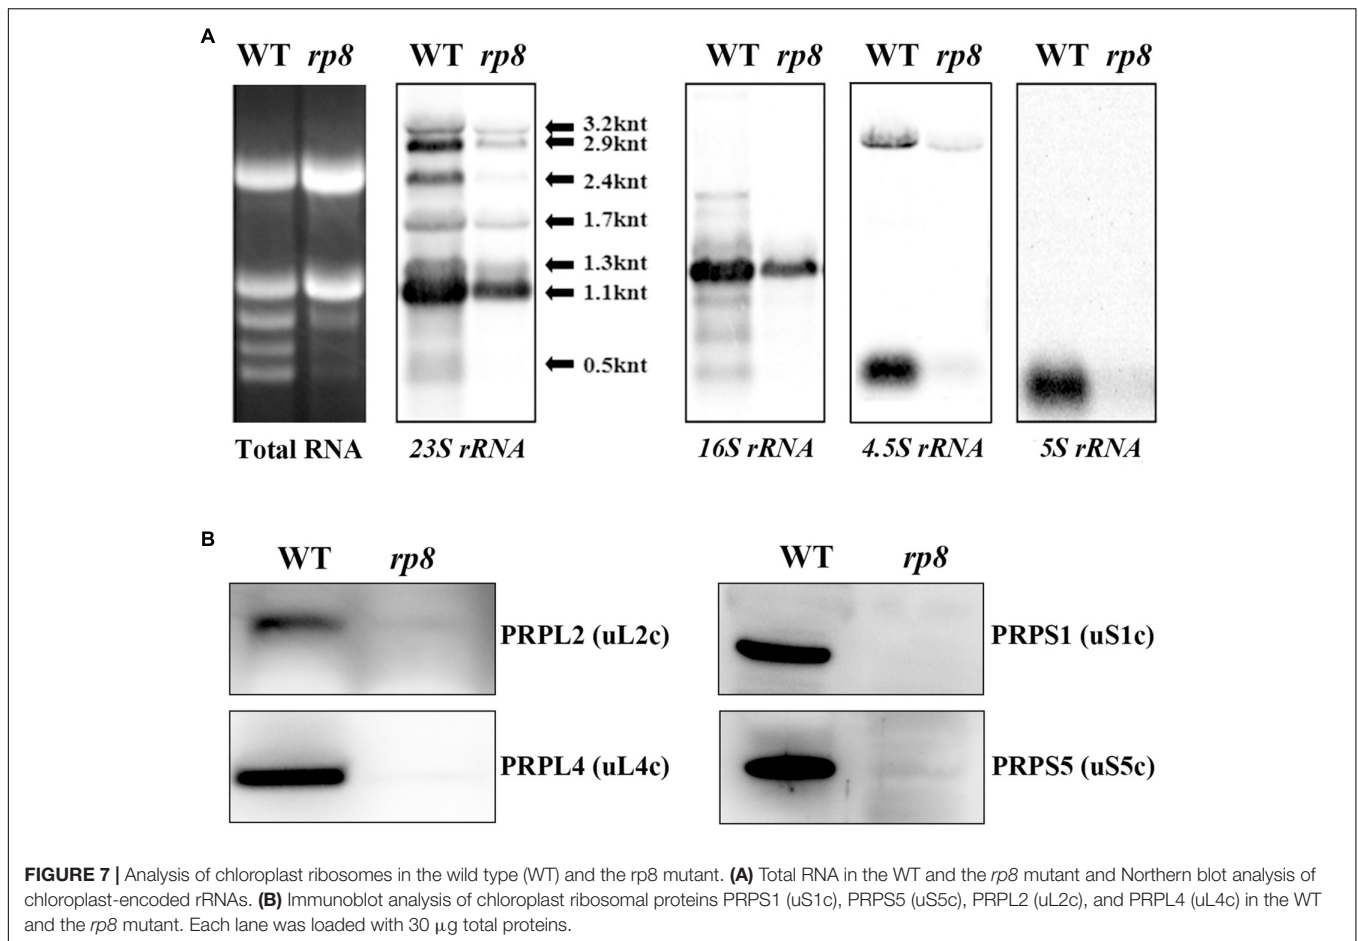 A
WT rp8
WT rp8
WT rp8
WT rp8
WT rp8
3.2knt
2.9knt
2.4knt
1.7knt
1.3knt
1.1knt
0.5knt
Total RNA
23S rRNA
16S rRNA
4.5S rRNA
5S rRNA
B
WT rp8
WT rp8
PRPL2 (uL2c)
PRPS1 (uS1c)
PRPL4 (uL4c)
PRPS5 (uS5c)
FIGURE 7 | Analysis of chloroplast ribosomes in the wild type (WT) and the rp8 mutant. (A) Total RNA in the WT and the rp8 mutant and Northern blot analysis of
chloroplast-encoded rRNAs. (B) Immunoblot analysis of chloroplast ribosomal proteins PRPS1 (uS1c), PRPS5 (uS5c), PRPL2 (uL2c), and PRPL4 (uL4c) in the WT
and the rp8 mutant. Each lane was loaded with 30 μg total proteins.